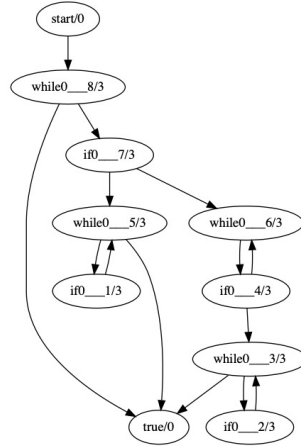 start/0
while0___8/3
if0___7/3
while0___5/3
while0___6/3
if0___1/3
if0___4/3
while0___3/3
true/0
if0___2/3